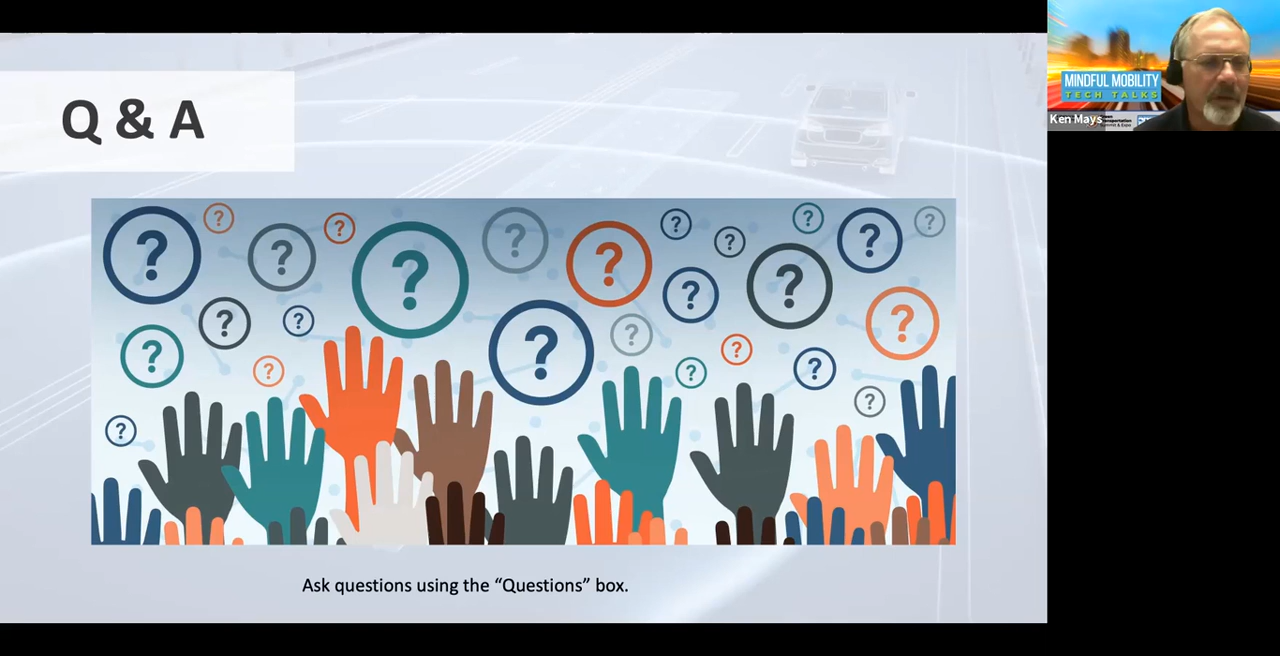 Q & A
? ? ? ? ? ? ? ? ? ? ? ? ? ? ? ? ? ? ? ? ? ? ? ?
Ask questions using the “Questions” box.
MINDFUL MOBILITY
TECH TALKS
Ken Mays